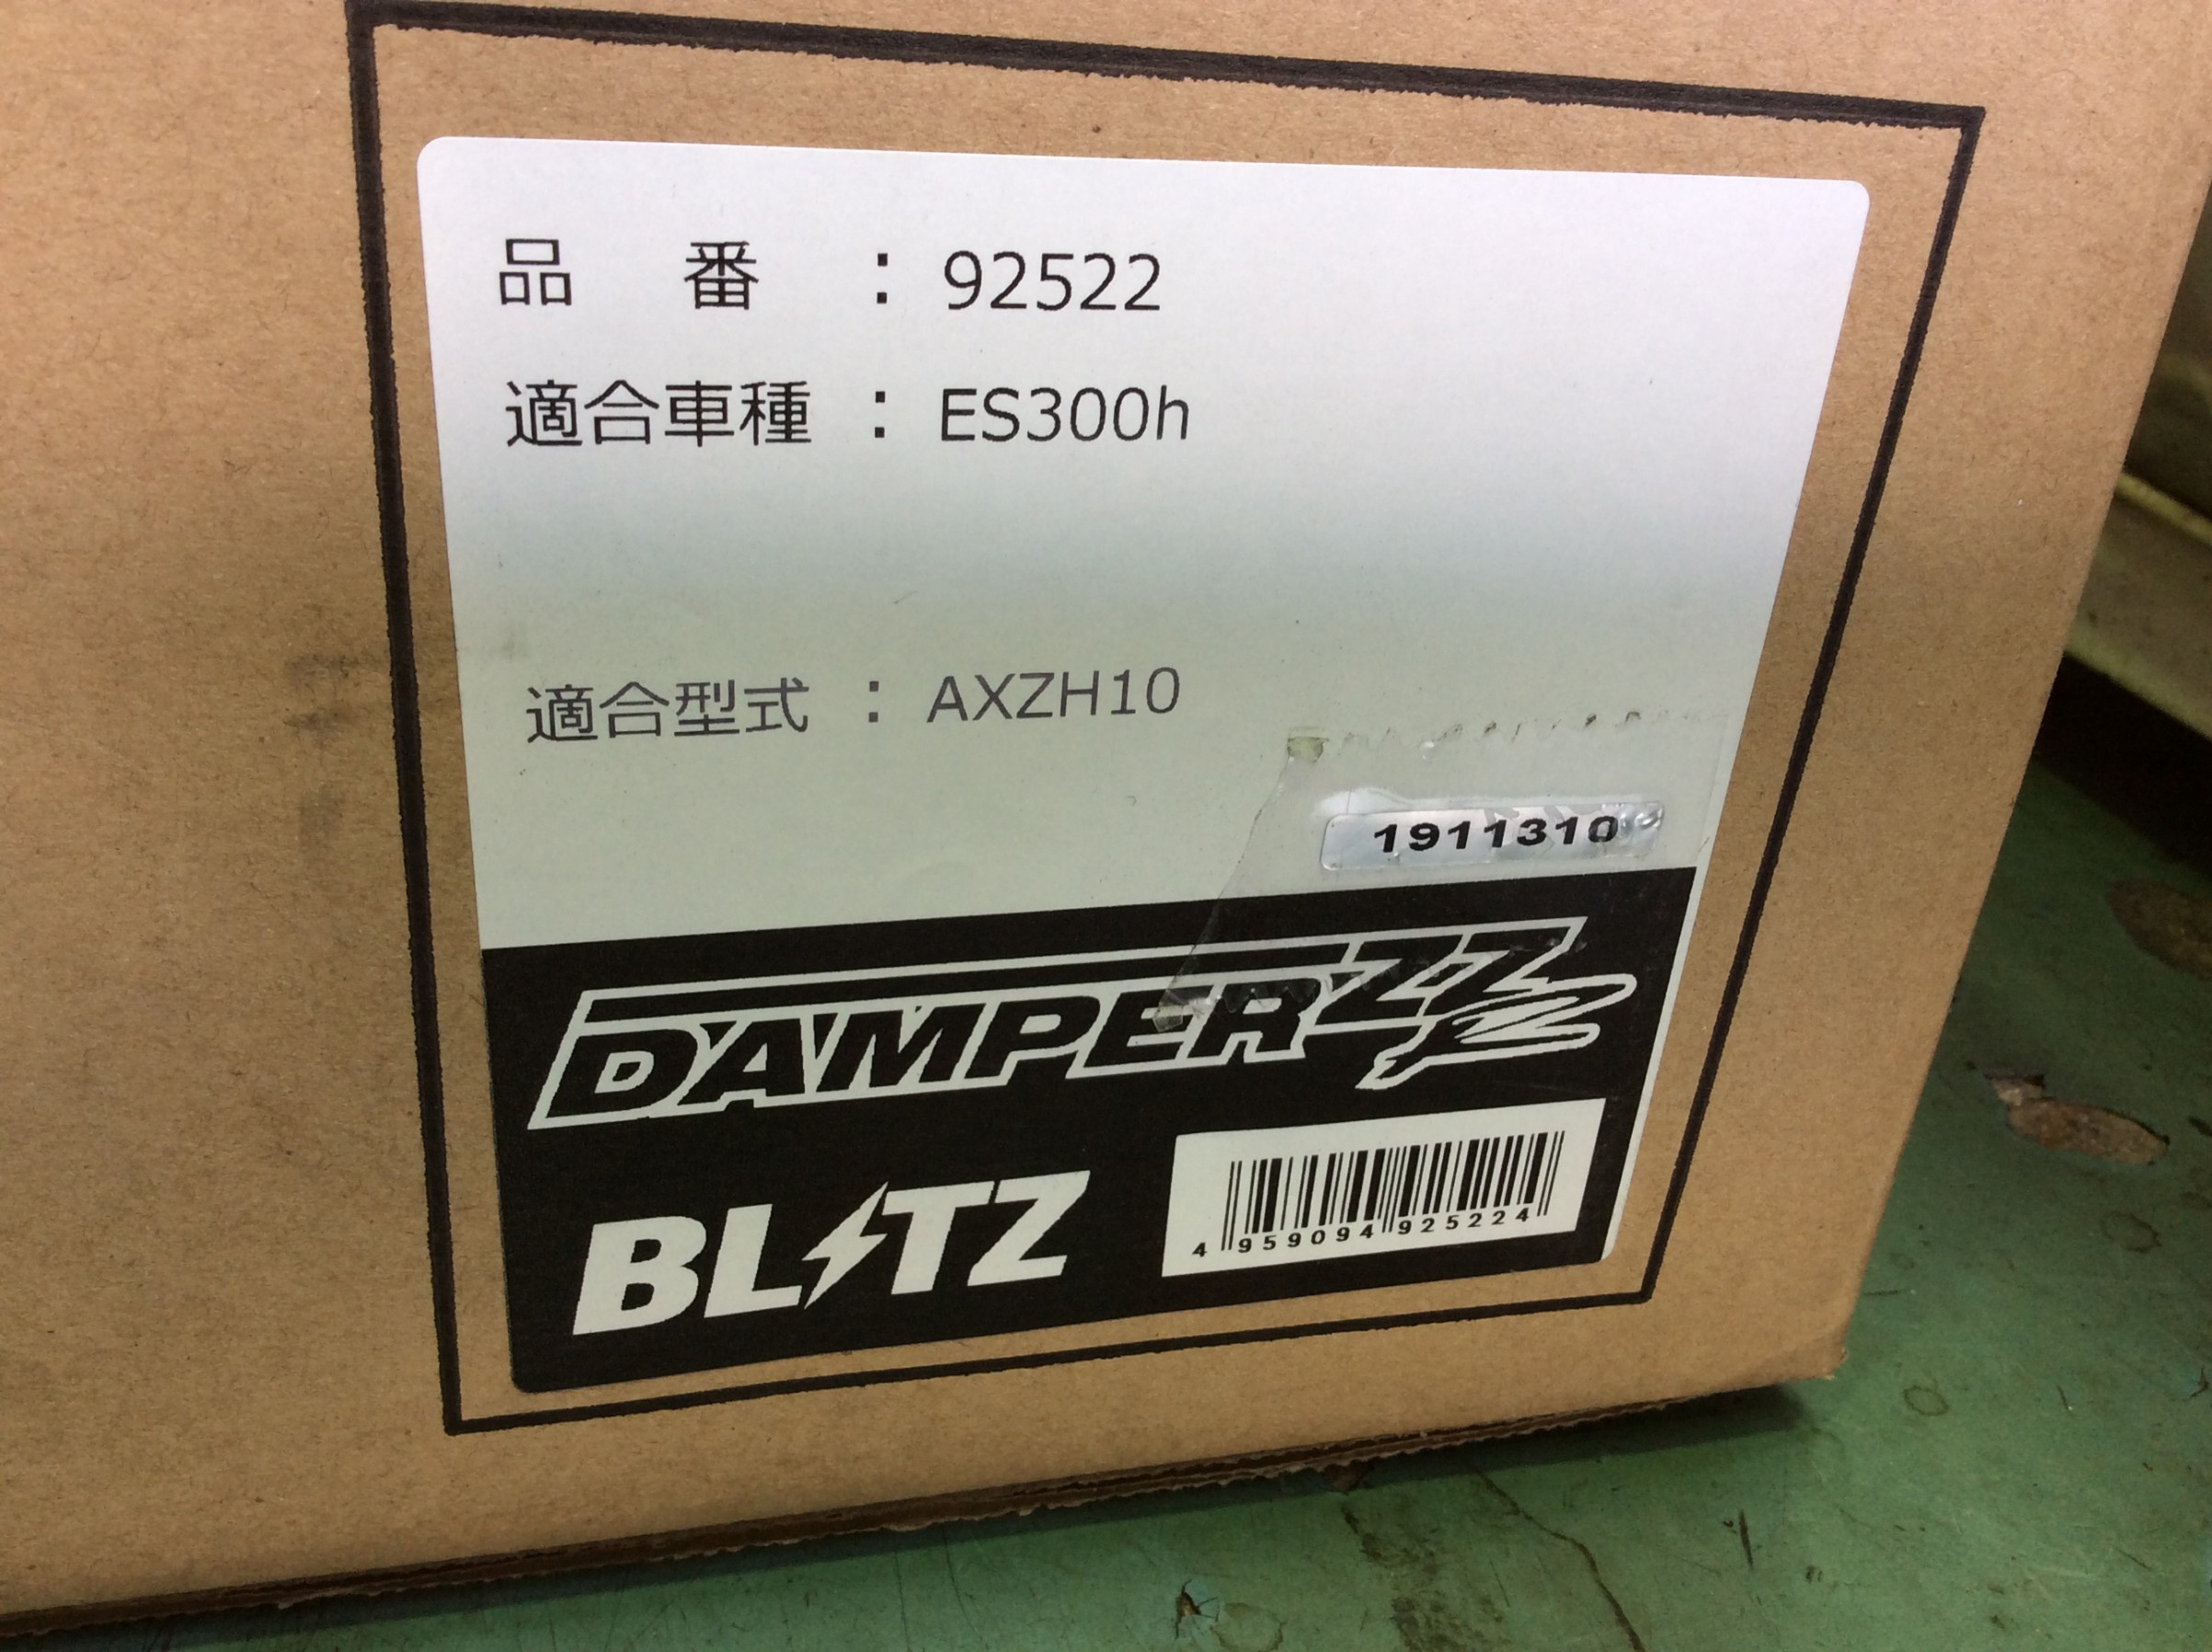 品番：92522
適合車種：ES300h
適合型式：AXZH10
1911310
DAMPER ZZ-R
BLITZ
4 959094 925224